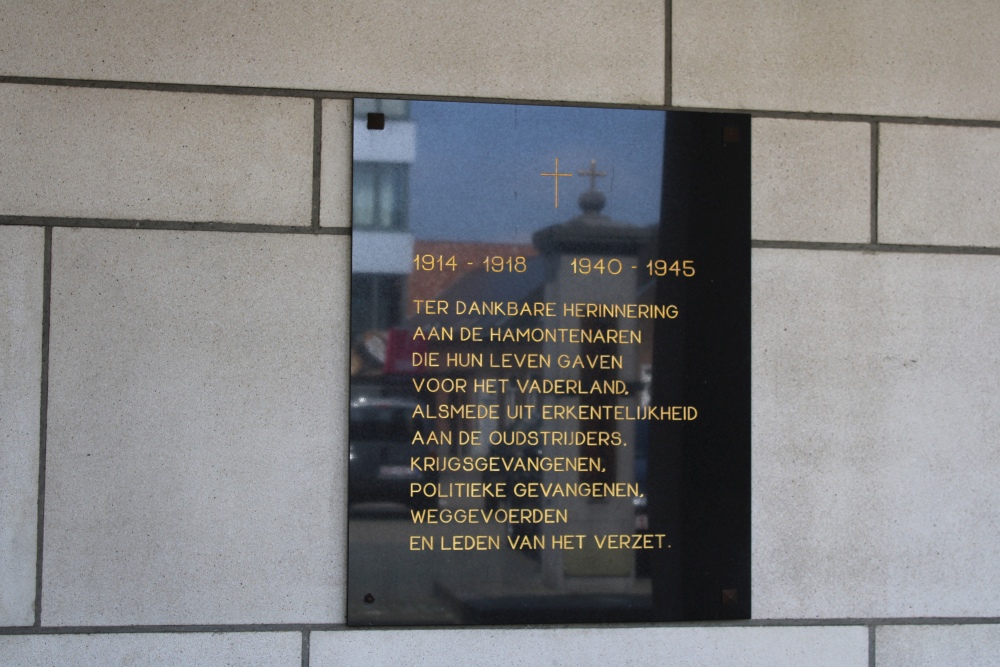 1914 - 1918 1940 - 1945
TER DANKBARE HERINNERING
AAN DE HAMONTENAREN
DIE HUN LEVEN GAVEN
VOOR HET VADERLAND,
ALSMEDE UIT ERKENTELIJKHEID
AAN DE OUDSTRIJDERS,
KRIJGSGEVANGENEN,
POLITIEKE GEVANGENEN,
WEGGEVOERDEN
EN LEDEN VAN HET VERZET.